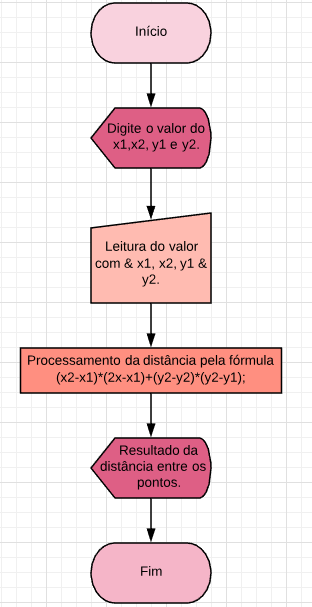 Início
Digite o valor do
x1,x2, y1 e y2.
Leitura do valor
com & x1, x2, y1 &
y2.
Processamento da distância pela fórmula
(x2-x1)*(2x-x1)+(y2-y2)*(y2-y1);
Resultado da
distância entre os
pontos.
Fim